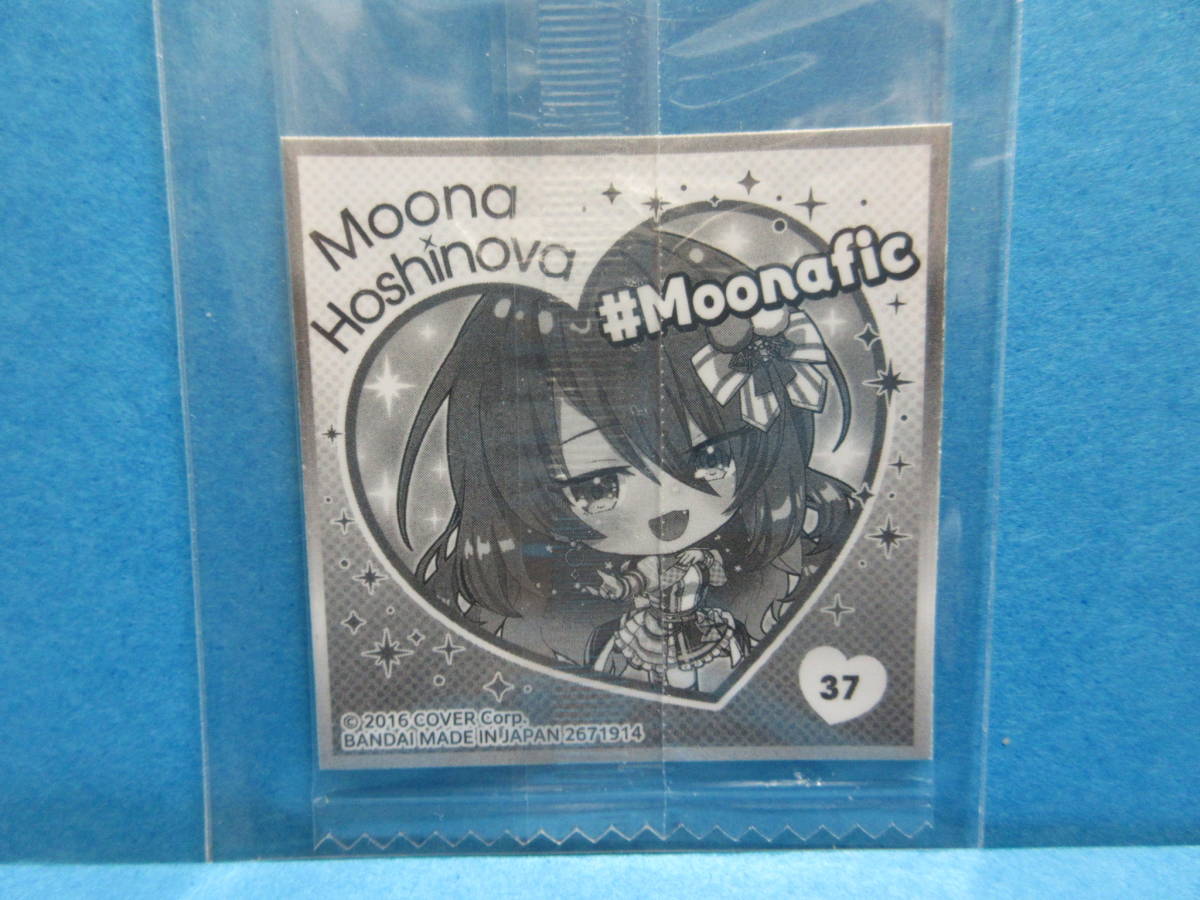 Moona
Hoshinova
#Moonafic
37
© 2016 COVER Corp.
BANDAI MADE IN JAPAN 2671914